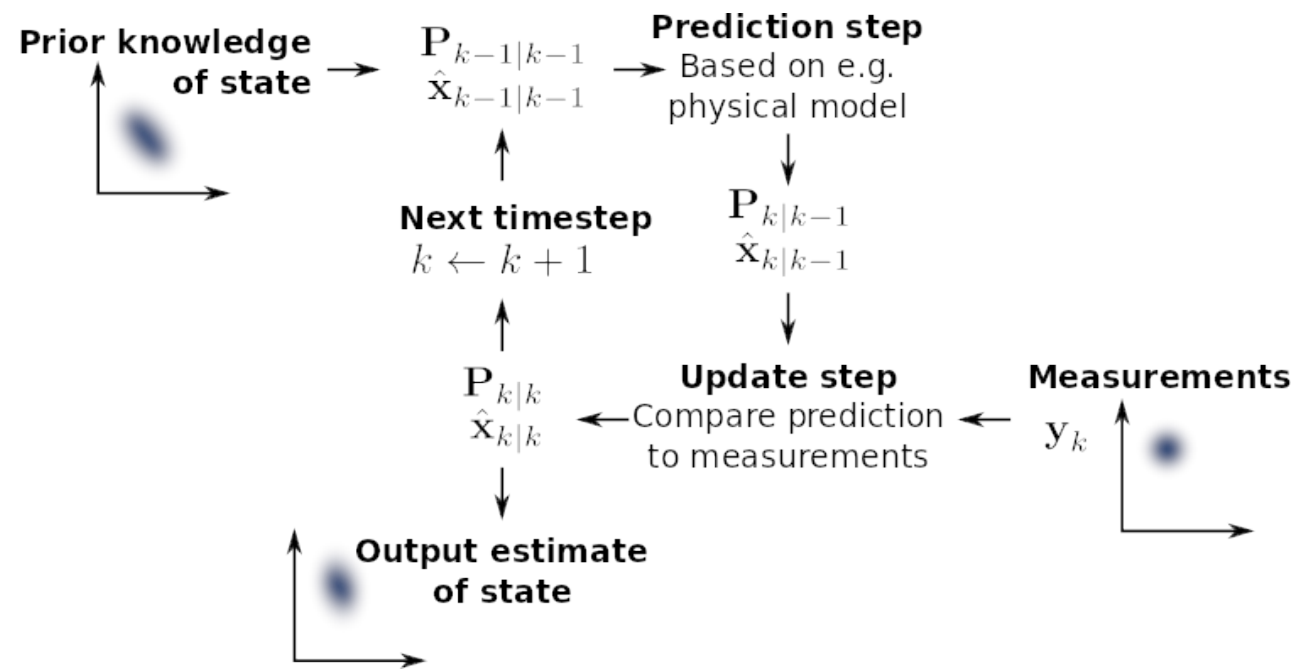 Prior knowledge
of state
P_{k−1|k−1}
x̂_{k−1|k−1}
Prediction step
Based on e.g.
physical model
Next timestep
k ← k + 1
P_{k|k−1}
x̂_{k|k−1}
P_{k|k}
x̂_{k|k}
Update step
Compare prediction
to measurements
Measurements
y_k
Output estimate
of state